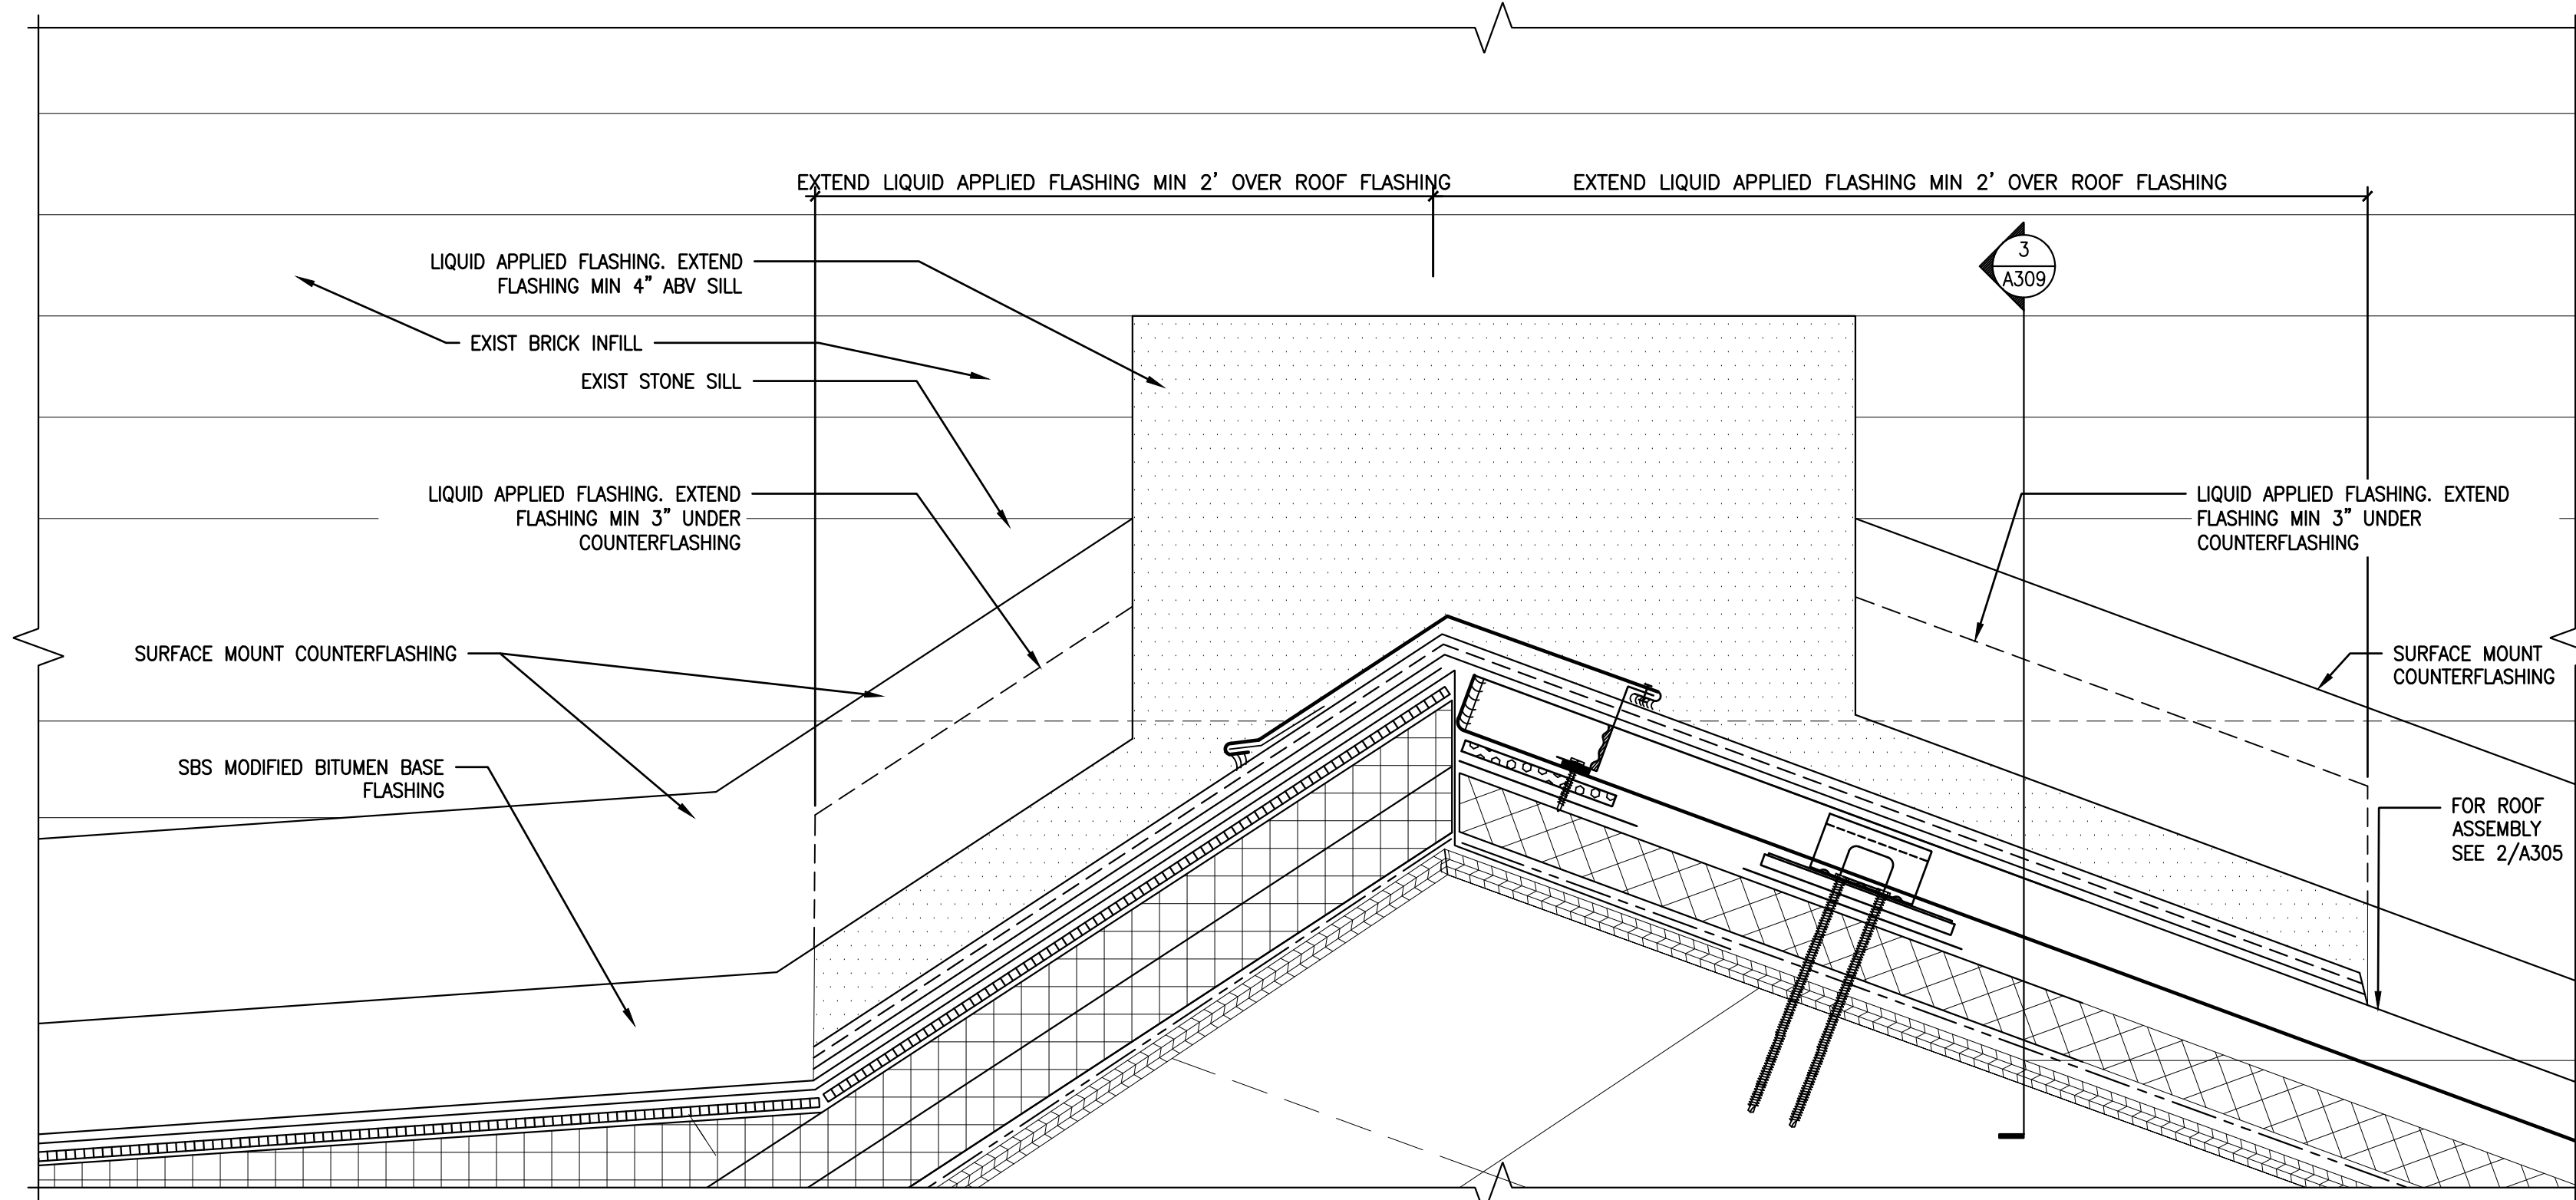 EXTEND LIQUID APPLIED FLASHING MIN 2' OVER ROOF FLASHING
EXTEND LIQUID APPLIED FLASHING MIN 2' OVER ROOF FLASHING
LIQUID APPLIED FLASHING. EXTEND
FLASHING MIN 4" ABV SILL
3
A309
EXIST BRICK INFILL
EXIST STONE SILL
LIQUID APPLIED FLASHING. EXTEND
FLASHING MIN 3" UNDER
COUNTERFLASHING
LIQUID APPLIED FLASHING. EXTEND
FLASHING MIN 3" UNDER
COUNTERFLASHING
SURFACE MOUNT COUNTERFLASHING
SURFACE MOUNT
COUNTERFLASHING
SBS MODIFIED BITUMEN BASE
FLASHING
FOR ROOF
ASSEMBLY
SEE 2/A305